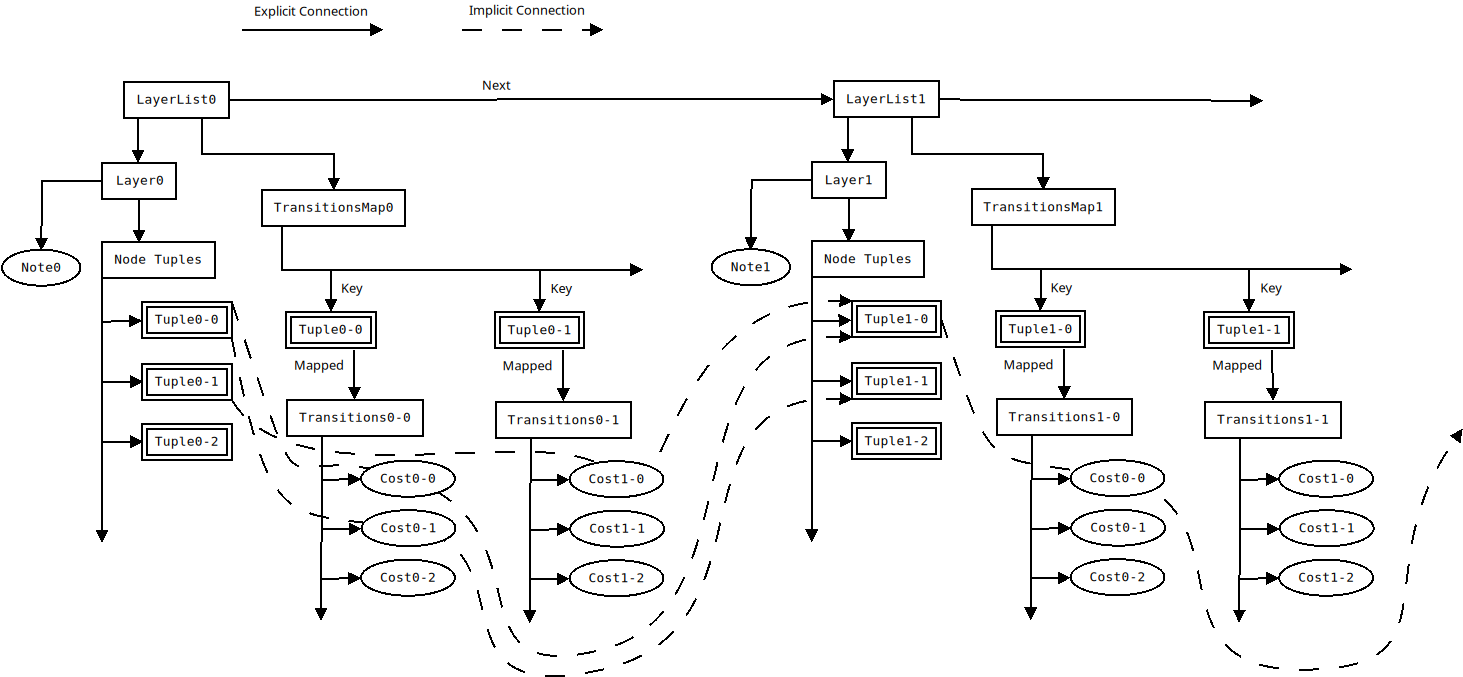 Explicit Connection
Implicit Connection
LayerList0
Next
LayerList1
Layer0
TransitionsMap0
Layer1
TransitionsMap1
Note0
Node Tuples
Note1
Node Tuples
Key
Key
Key
Key
Tuple0-0
Tuple0-0
Tuple0-1
Tuple1-0
Tuple1-0
Tuple1-1
Mapped
Mapped
Mapped
Mapped
Tuple0-1
Tuple1-1
Transitions0-0
Transitions0-1
Transitions1-0
Transitions1-1
Tuple0-2
Tuple1-2
Cost0-0
Cost1-0
Cost0-0
Cost1-0
Cost0-1
Cost1-1
Cost0-1
Cost1-1
Cost0-2
Cost1-2
Cost0-2
Cost1-2